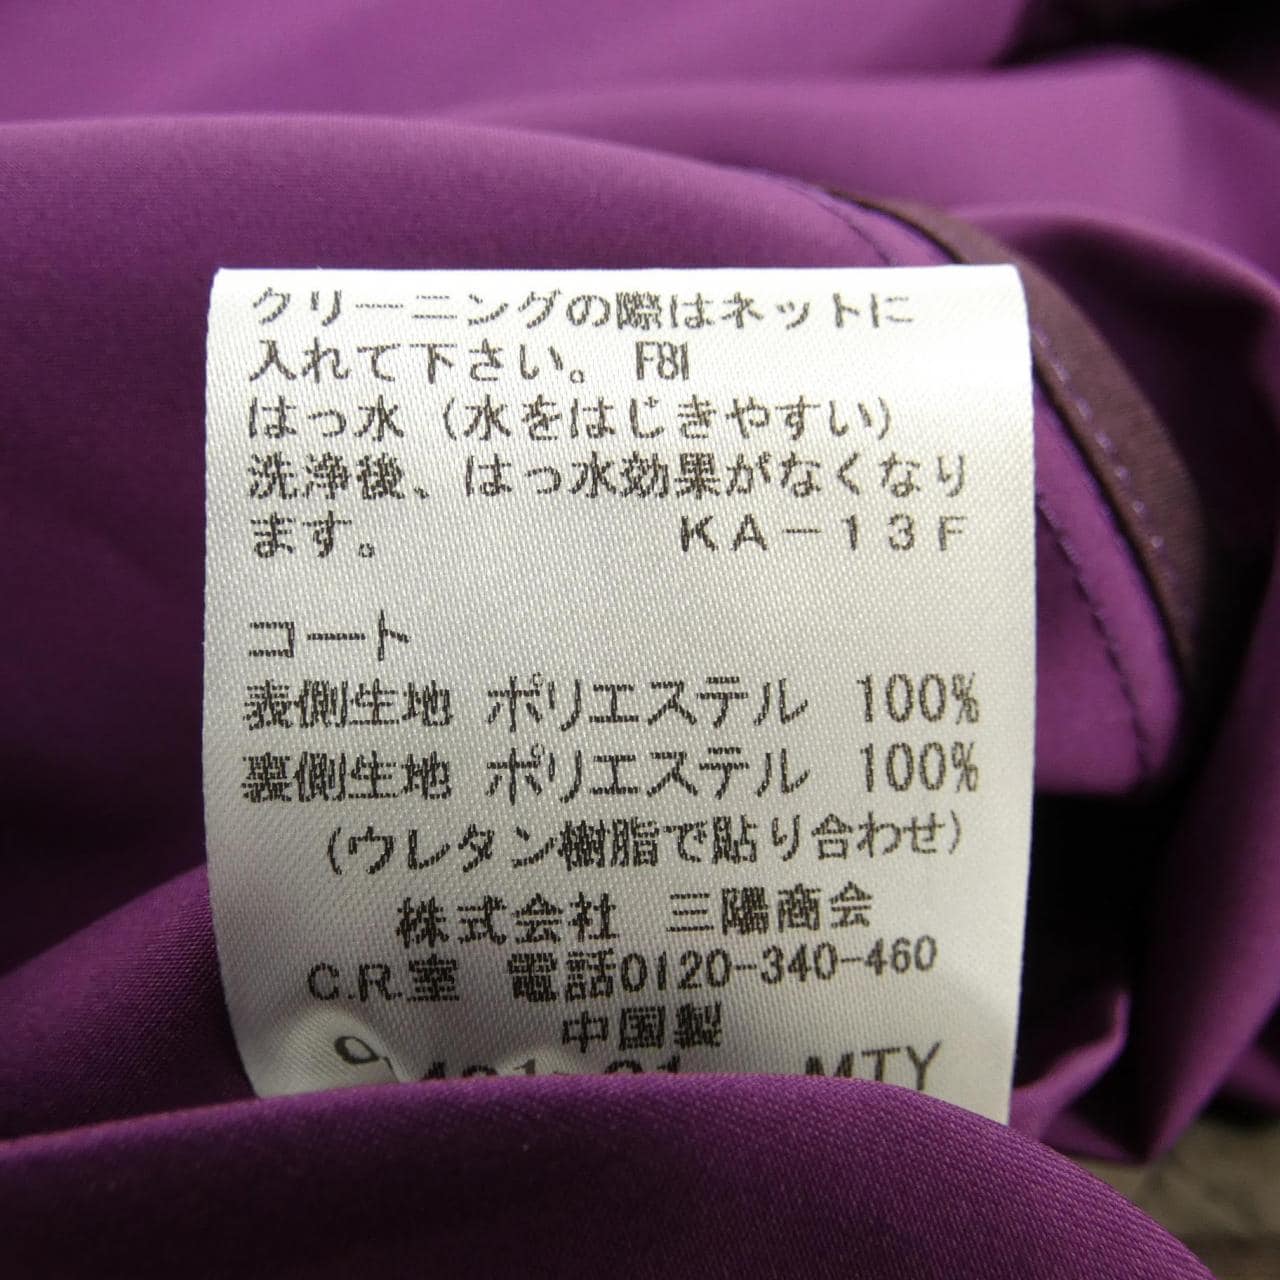 クリーニングの際はネットに
入れて下さい。 F8I
はっ水（水をはじきやすい）
洗浄後、はっ水効果がなくなり
ます。 KA-13F
コート
表側生地 ポリエステル 100%
裏側生地 ポリエステル 100%
（ウレタン樹脂で貼り合わせ）
株式会社 三陽商会
C.R.室 電話0120-340-460
中国製
MTY